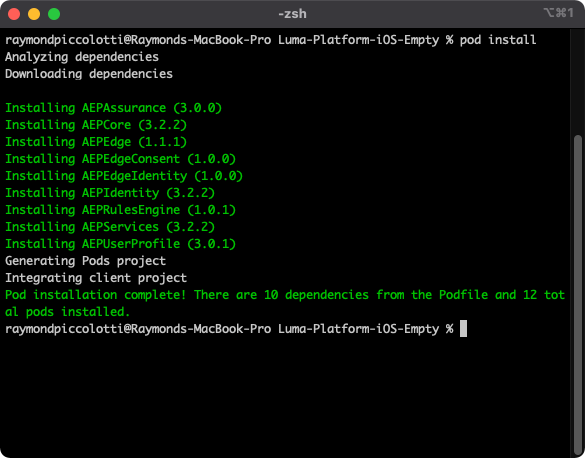 -zsh
⌥⌘1
raymondpiccolotti@Raymonds-MacBook-Pro Luma-Platform-iOS-Empty % pod install
Analyzing dependencies
Downloading dependencies
Installing AEPAssurance (3.0.0)
Installing AEPCore (3.2.2)
Installing AEPEdge (1.1.1)
Installing AEPEdgeConsent (1.0.0)
Installing AEPEdgeIdentity (1.0.0)
Installing AEPIdentity (3.2.2)
Installing AEPRulesEngine (1.0.1)
Installing AEPServices (3.2.2)
Installing AEPUserProfile (3.0.1)
Generating Pods project
Integrating client project
Pod installation complete! There are 10 dependencies from the Podfile and 12 tot
al pods installed.
raymondpiccolotti@Raymonds-MacBook-Pro Luma-Platform-iOS-Empty %